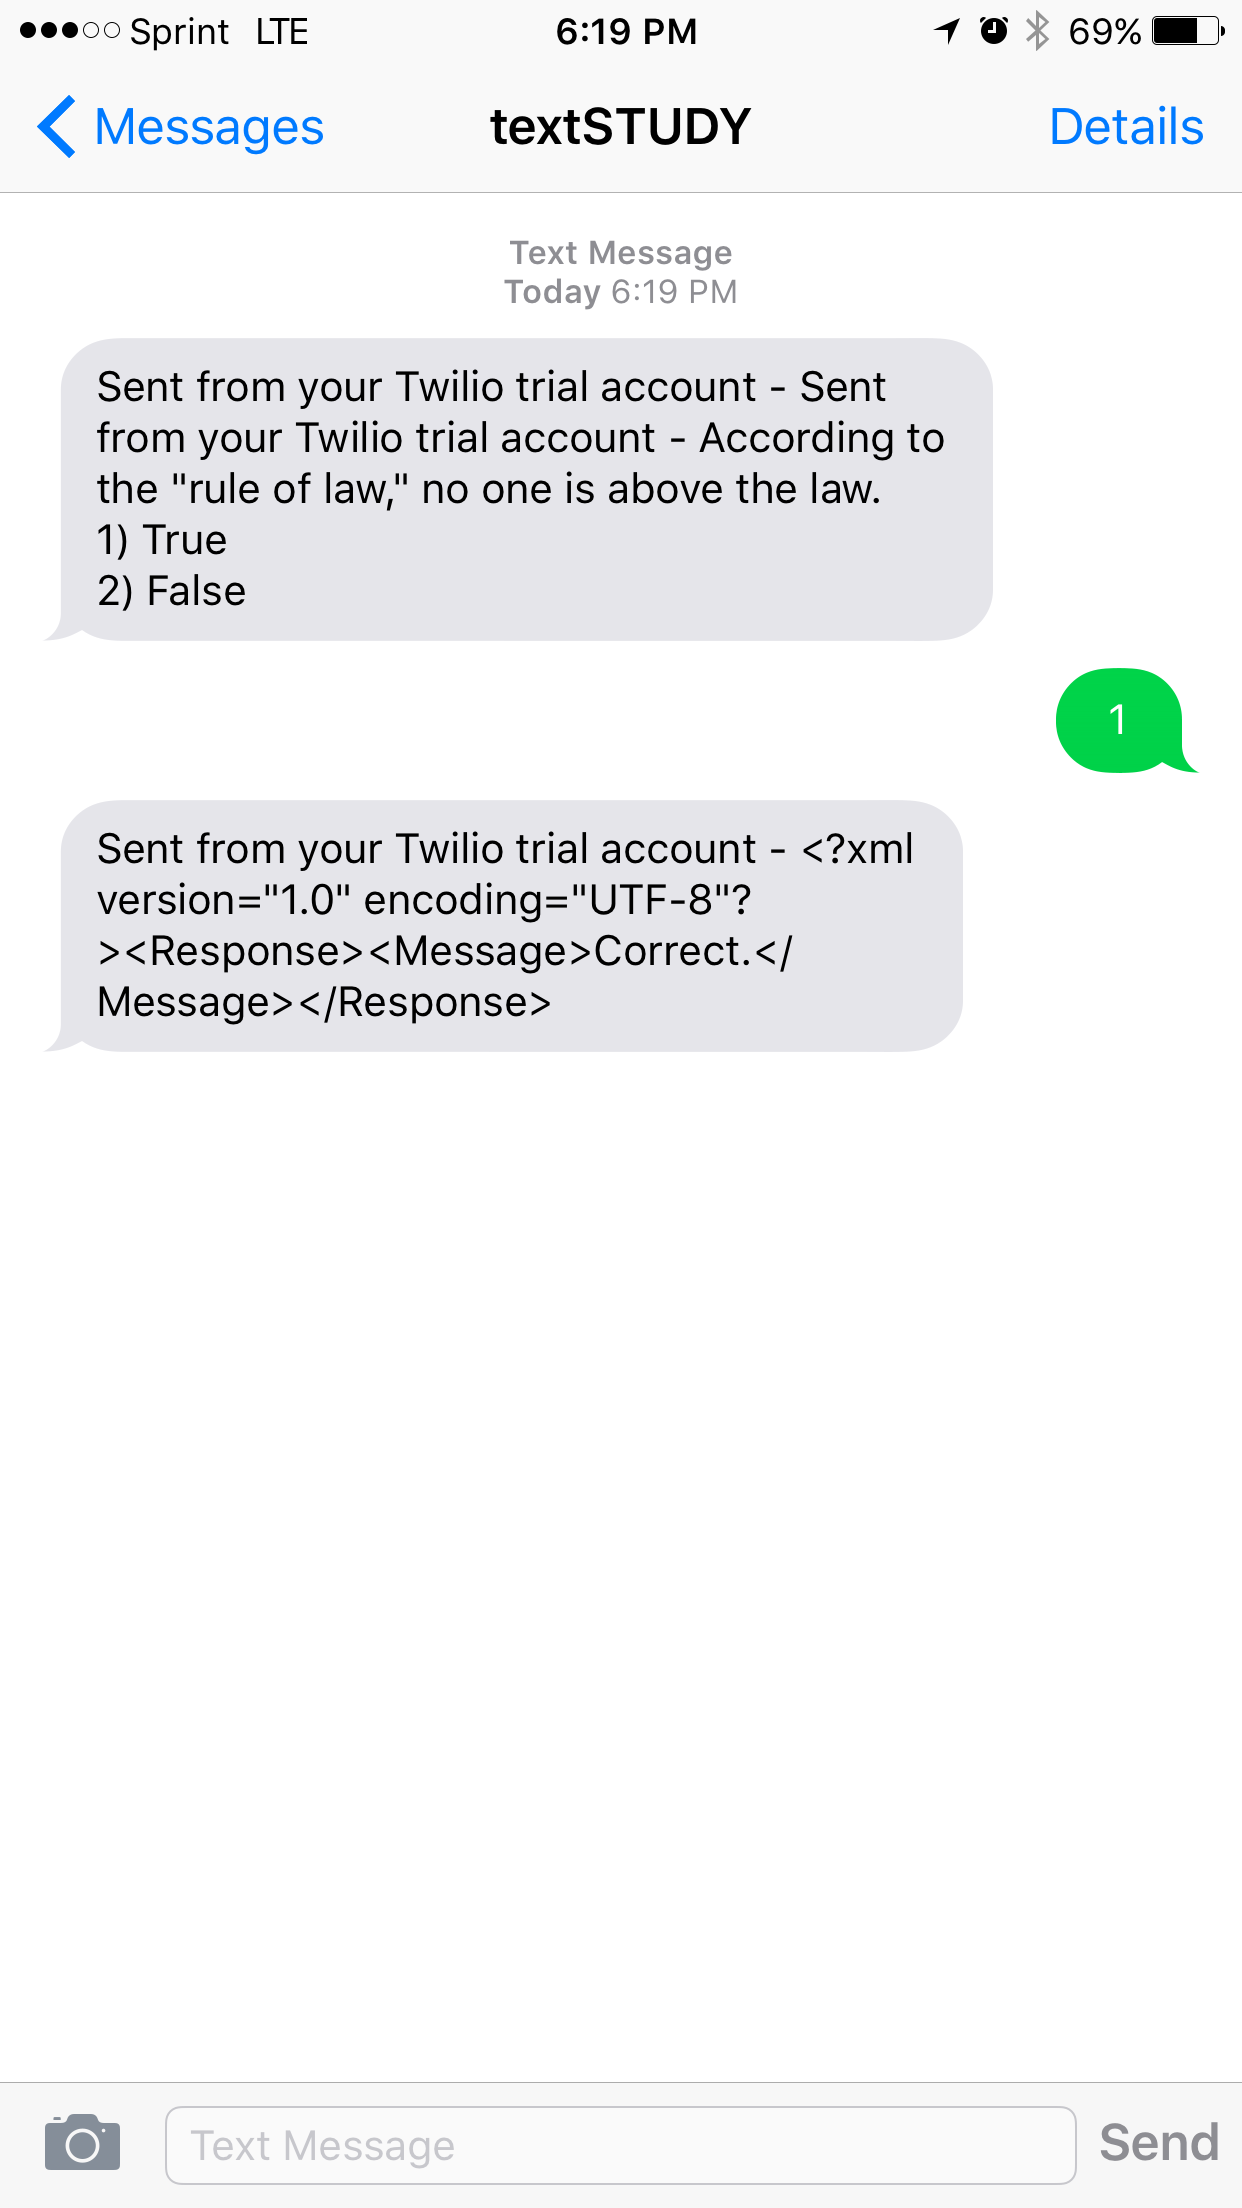 Sprint LTE 6:19 PM 69%
Messages textSTUDY Details
Text Message
Today 6:19 PM
Sent from your Twilio trial account - Sent
from your Twilio trial account - According to
the "rule of law," no one is above the law.
1) True
2) False
1
Sent from your Twilio trial account - <?xml
version="1.0" encoding="UTF-8"?
><Response><Message>Correct.</
Message></Response>
Text Message Send